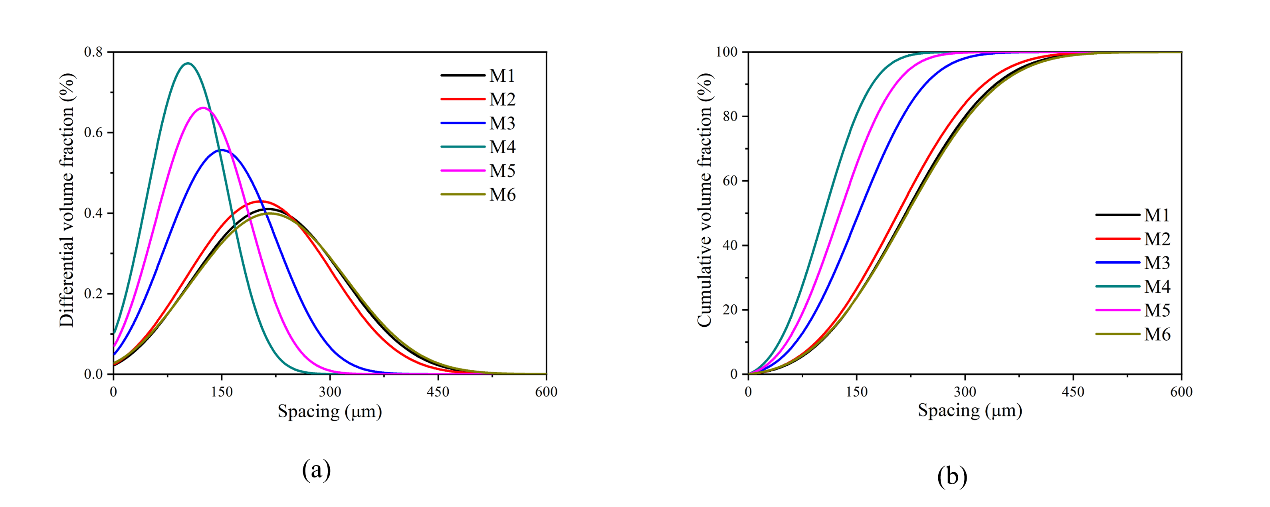 0.8
0.6
0.4
0.2
0.0
Differential volume fraction (%)
M1
M2
M3
M4
M5
M6
0 150 300 450 600
Spacing (μm)
(a)
100
80
60
40
20
0
Cumulative volume fraction (%)
M1
M2
M3
M4
M5
M6
0 150 300 450 600
Spacing (μm)
(b)